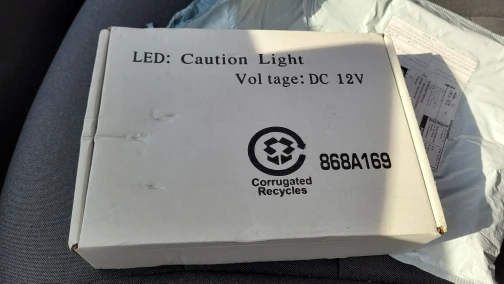 LED: Caution Light
Vol tage: DC 12V
868A169
Corrugated
Recycles